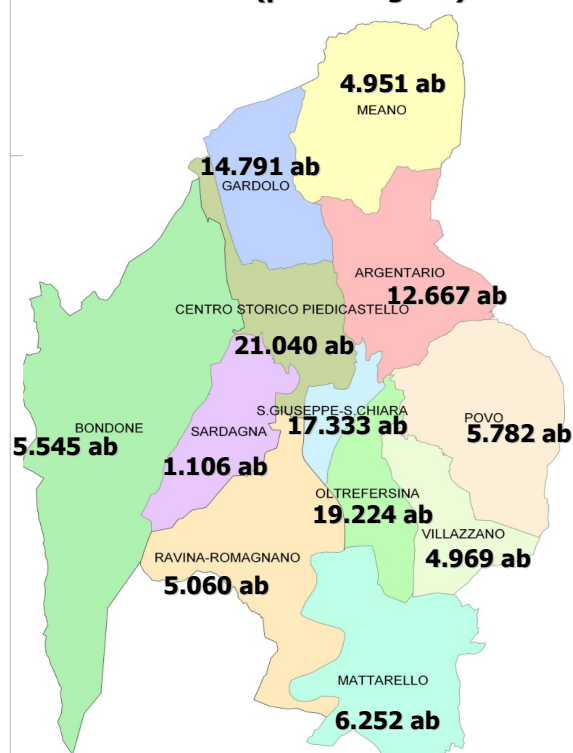 4.951 ab
MEANO
14.791 ab
GARDOLO
ARGENTARIO
12.667 ab
CENTRO STORICO PIEDICASTELLO
21.040 ab
S.GIUSEPPE-S.CHIARA
17.333 ab
POVO
5.782 ab
BONDONE
5.545 ab
SARDAGNA
1.106 ab
OLTREFERSINA
19.224 ab
VILLAZZANO
4.969 ab
RAVINA-ROMAGNANO
5.060 ab
MATTARELLO
6.252 ab